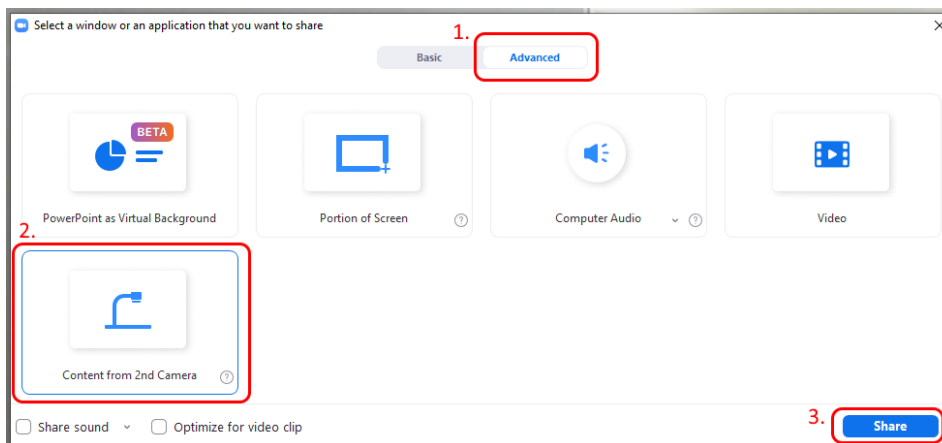 Select a window or an application that you want to share
1.
Basic Advanced
BETA
PowerPoint as Virtual Background Portion of Screen ? Computer Audio ? Video
2.
Content from 2nd Camera ?
Share sound Optimize for video clip 3. Share